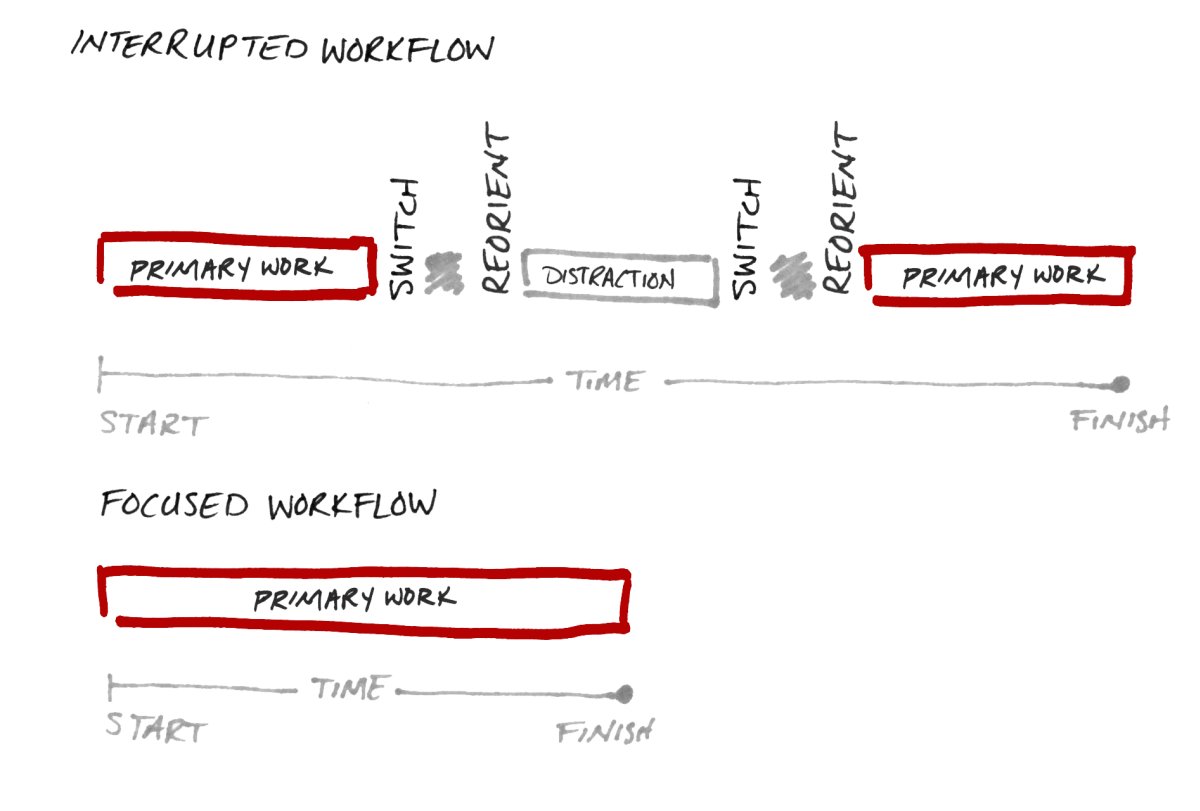 INTERRUPTED WORKFLOW
PRIMARY WORK
SWITCH
REORIENT
DISTRACTION
SWITCH
REORIENT
PRIMARY WORK
TIME
START
FINISH
FOCUSED WORKFLOW
PRIMARY WORK
TIME
START
FINISH